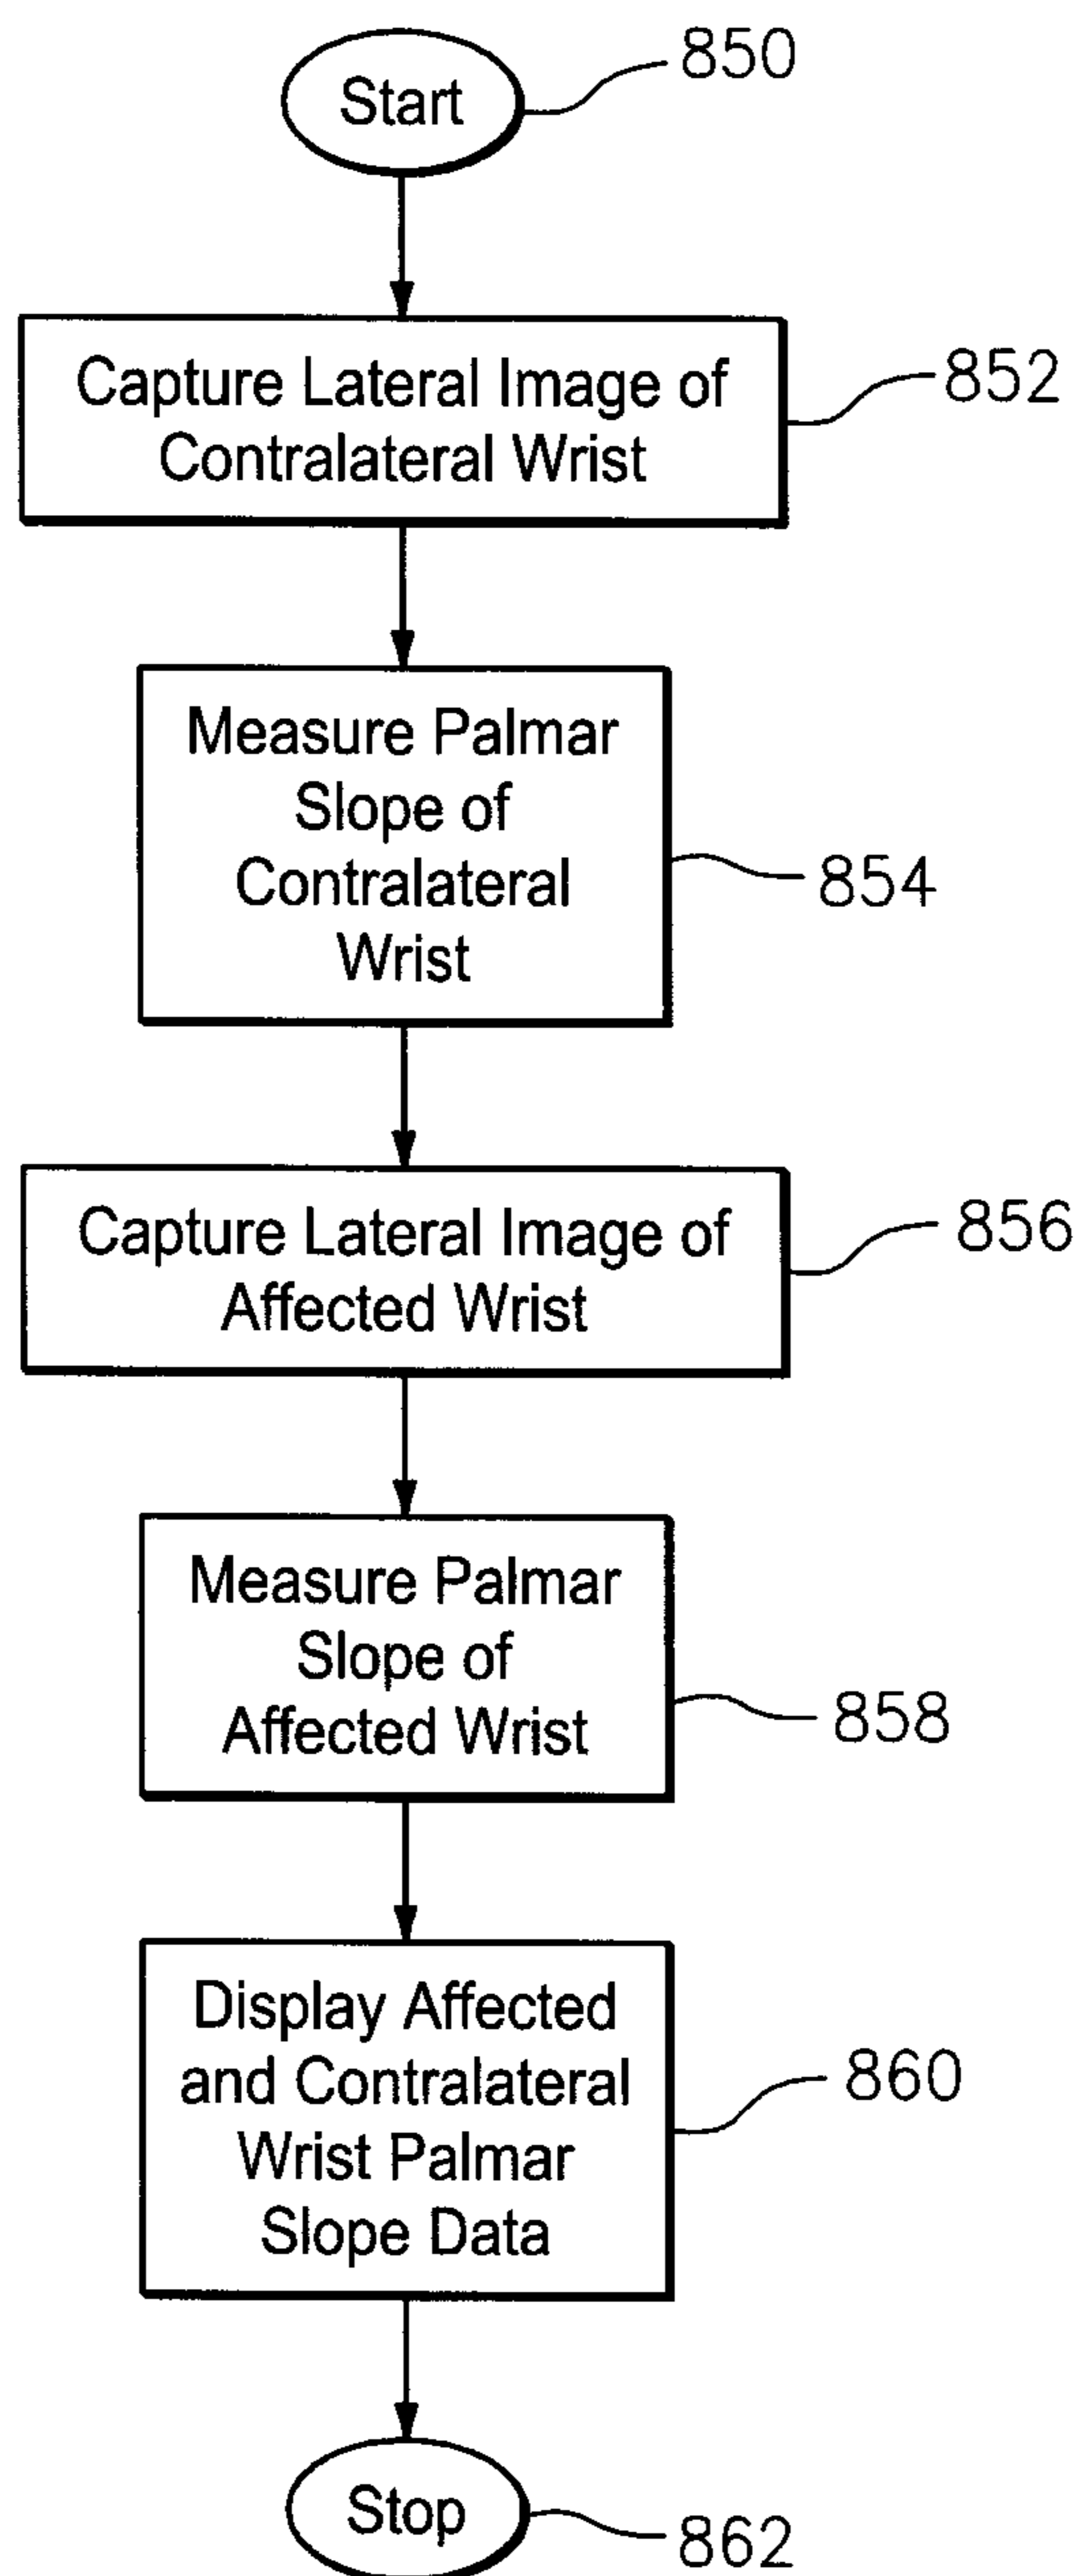 Start
850
Capture Lateral Image of
Contralateral Wrist
852
Measure Palmar
Slope of
Contralateral
Wrist
854
Capture Lateral Image of
Affected Wrist
856
Measure Palmar
Slope of
Affected Wrist
858
Display Affected
and Contralateral
Wrist Palmar
Slope Data
860
Stop
862